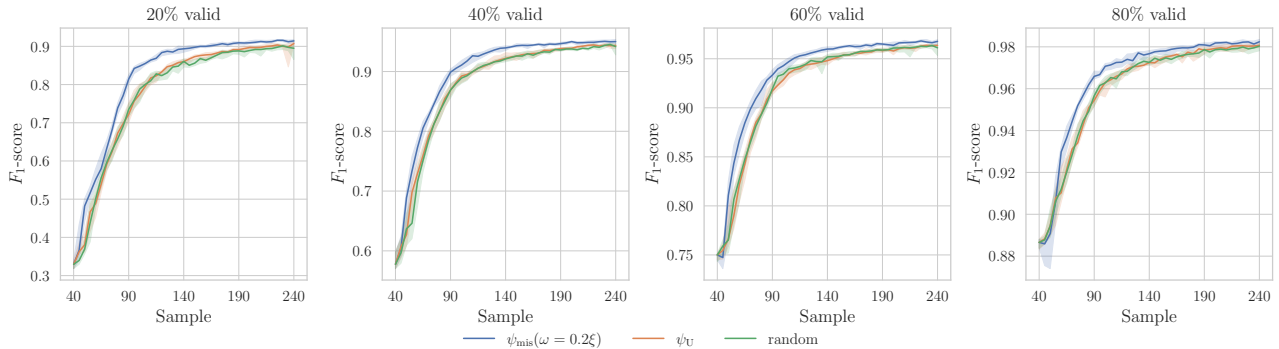 20% valid
40% valid
60% valid
80% valid
F₁-score
0.9
0.8
0.7
0.6
0.5
0.4
0.3
40 90 140 190 240
Sample
F₁-score
0.9
0.8
0.7
0.6
40 90 140 190 240
Sample
F₁-score
0.95
0.90
0.85
0.80
0.75
40 90 140 190 240
Sample
F₁-score
0.98
0.96
0.94
0.92
0.90
0.88
40 90 140 190 240
Sample
ψ_mis(ω = 0.2ξ) ψ_U random